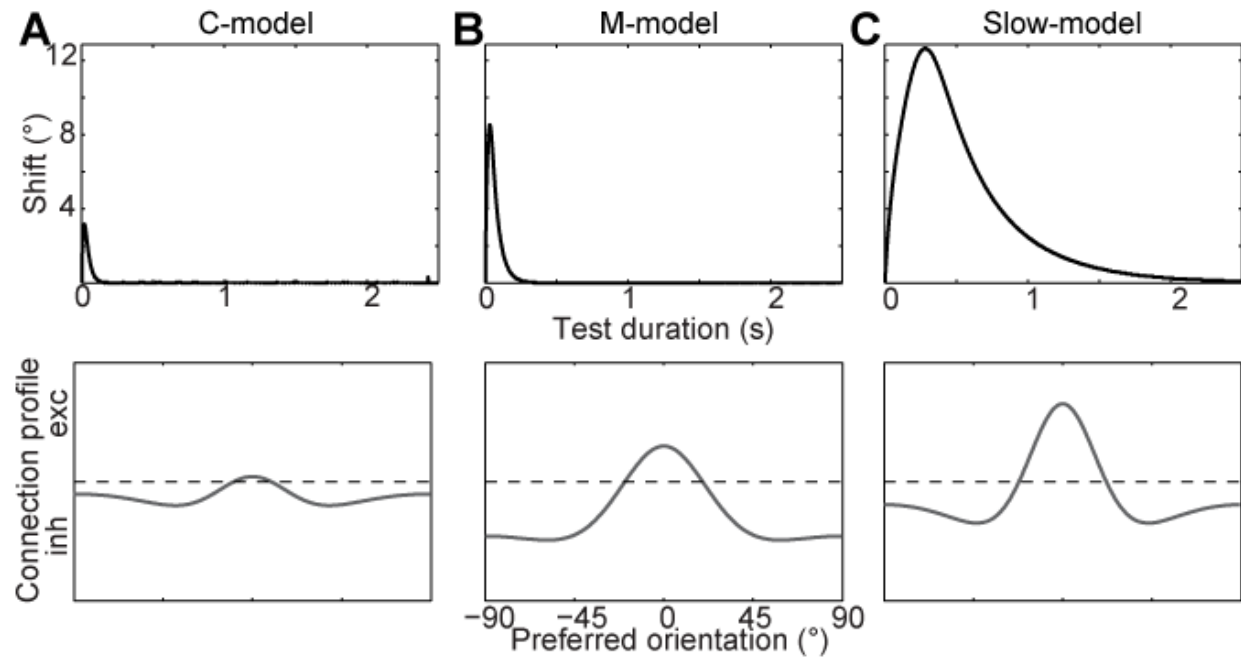 A C-model B M-model C Slow-model
12
8
4
Shift (°)
0 1 2 0 1 2 0 1 2
Test duration (s)
Connection profile
inh exc
−90 −45 0 45 90
Preferred orientation (°)